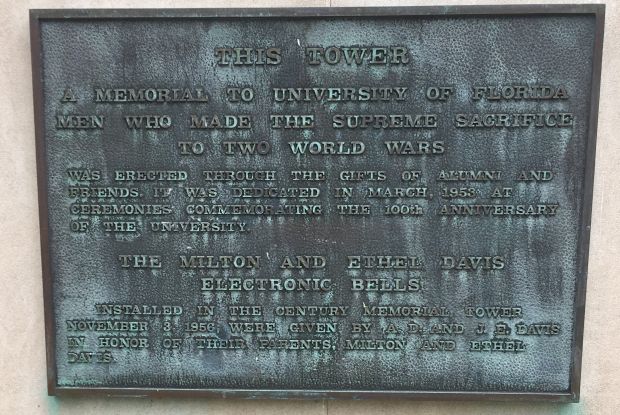 THIS TOWER
A MEMORIAL TO UNIVERSITY OF FLORIDA
MEN WHO MADE THE SUPREME SACRIFICE
TO TWO WORLD WARS
WAS ERECTED THROUGH THE GIFTS OF ALUMNI AND
FRIENDS. IT WAS DEDICATED IN MARCH, 1953 AT
CEREMONIES COMMEMORATING THE 100th ANNIVERSARY
OF THE UNIVERSITY.
THE MILTON AND ETHEL DAVIS
ELECTRONIC BELLS
INSTALLED IN THE CENTURY MEMORIAL TOWER
NOVEMBER 3, 1956, WERE GIVEN BY A. D. AND J. E. DAVIS
IN HONOR OF THEIR PARENTS, MILTON AND ETHEL
DAVIS.